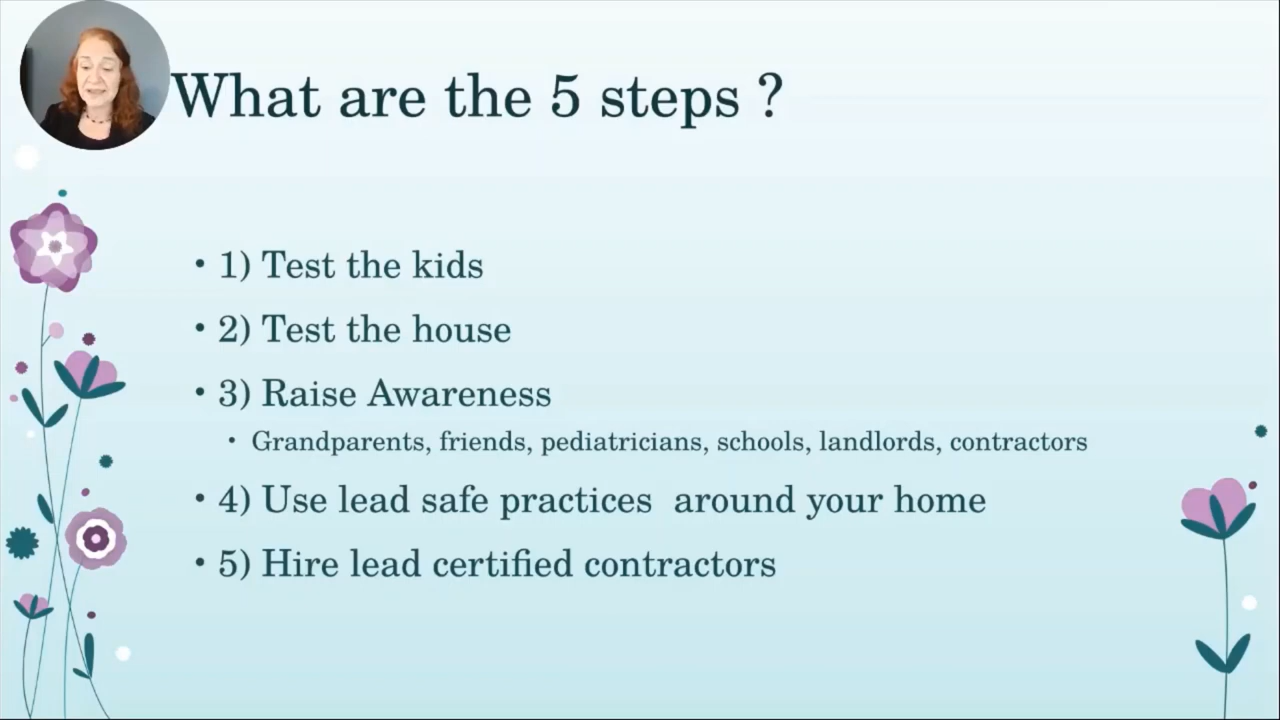 What are the 5 steps ?
• 1) Test the kids
• 2) Test the house
• 3) Raise Awareness
• Grandparents, friends, pediatricians, schools, landlords, contractors
• 4) Use lead safe practices  around your home
• 5) Hire lead certified contractors